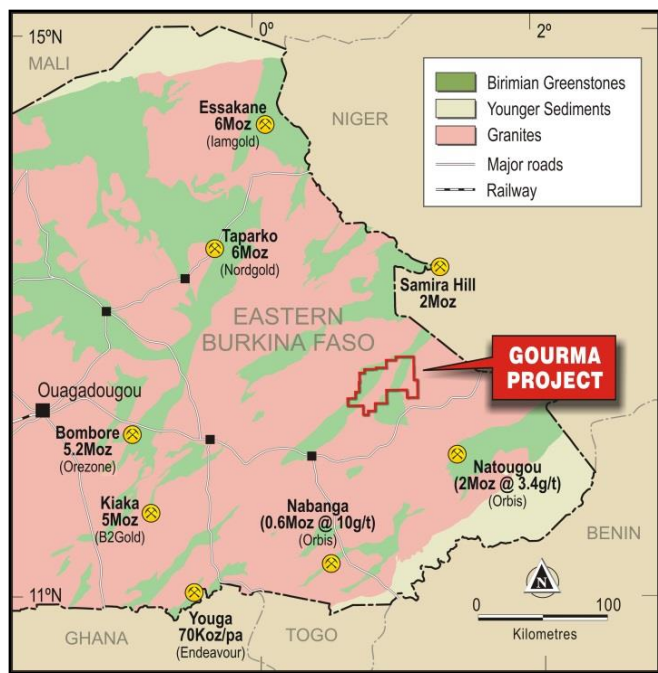 15ºN
0º
2º
MALI
Essakane
6Moz
(Iamgold)
NIGER
Birimian Greenstones
Younger Sediments
Granites
Major roads
Railway
Taparko
6Moz
(Nordgold)
Samira Hill
2Moz
EASTERN
BURKINA FASO
GOURMA
PROJECT
Ouagadougou
Bombore
5.2Moz
(Orezone)
Natougou
(2Moz @ 3.4g/t)
(Orbis)
Kiaka
5Moz
(B2Gold)
Nabanga
(0.6Moz @ 10g/t)
(Orbis)
BENIN
N
11ºN
Youga
70Koz/pa
(Endeavour)
GHANA
TOGO
0
100
Kilometres
2º